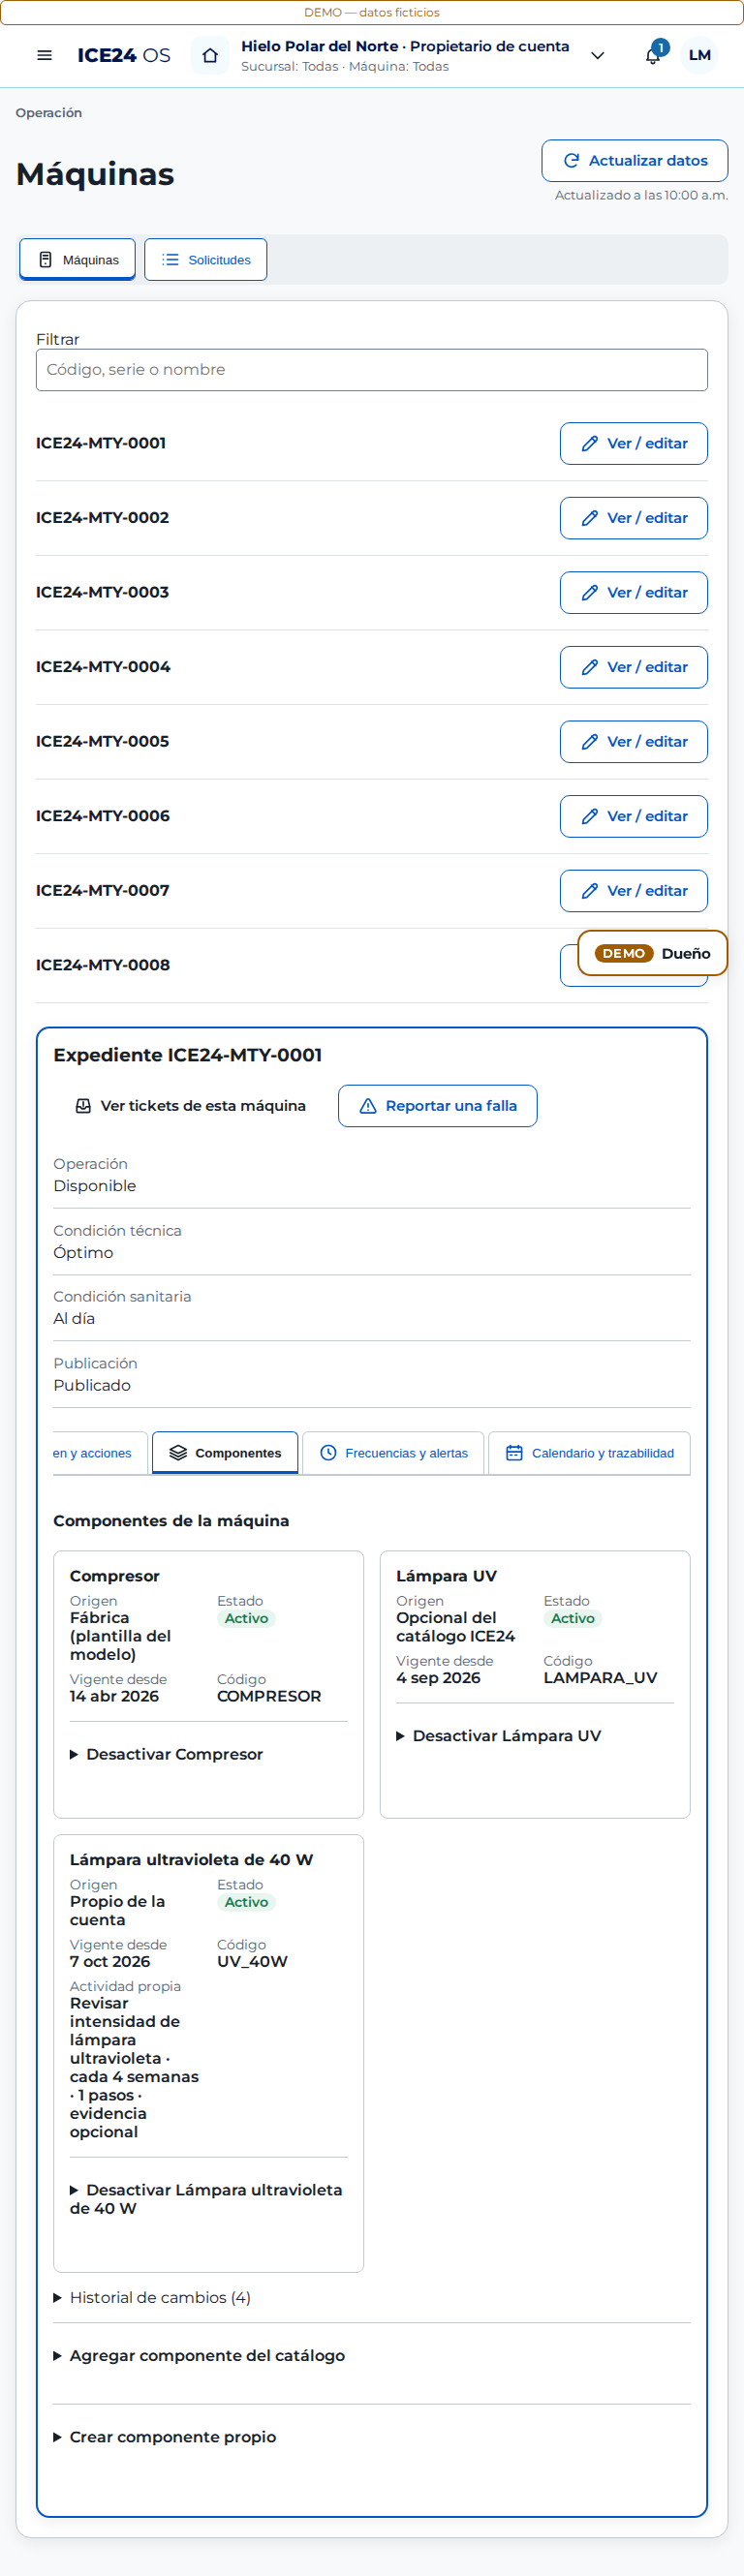 DEMO — datos ficticios
ICE24 OS
Hielo Polar del Norte · Propietario de cuenta
Sucursal: Todas · Máquina: Todas
1
LM
Operación
Máquinas
Actualizar datos
Actualizado a las 10:00 a.m.
Máquinas
Solicitudes
Filtrar
Código, serie o nombre
ICE24-MTY-0001
Ver / editar
ICE24-MTY-0002
Ver / editar
ICE24-MTY-0003
Ver / editar
ICE24-MTY-0004
Ver / editar
ICE24-MTY-0005
Ver / editar
ICE24-MTY-0006
Ver / editar
ICE24-MTY-0007
Ver / editar
ICE24-MTY-0008
DEMO Dueño
Expediente ICE24-MTY-0001
Ver tickets de esta máquina
Reportar una falla
Operación
Disponible
Condición técnica
Óptimo
Condición sanitaria
Al día
Publicación
Publicado
en y acciones
Componentes
Frecuencias y alertas
Calendario y trazabilidad
Componentes de la máquina
Compresor
Origen
Fábrica
(plantilla del
modelo)
Estado
Activo
Vigente desde
14 abr 2026
Código
COMPRESOR
Desactivar Compresor
Lámpara UV
Origen
Opcional del
catálogo ICE24
Estado
Activo
Vigente desde
4 sep 2026
Código
LAMPARA_UV
Desactivar Lámpara UV
Lámpara ultravioleta de 40 W
Origen
Propio de la
cuenta
Estado
Activo
Vigente desde
7 oct 2026
Código
UV_40W
Actividad propia
Revisar
intensidad de
lámpara
ultravioleta ·
cada 4 semanas
· 1 pasos ·
evidencia
opcional
Desactivar Lámpara ultravioleta
de 40 W
Historial de cambios (4)
Agregar componente del catálogo
Crear componente propio